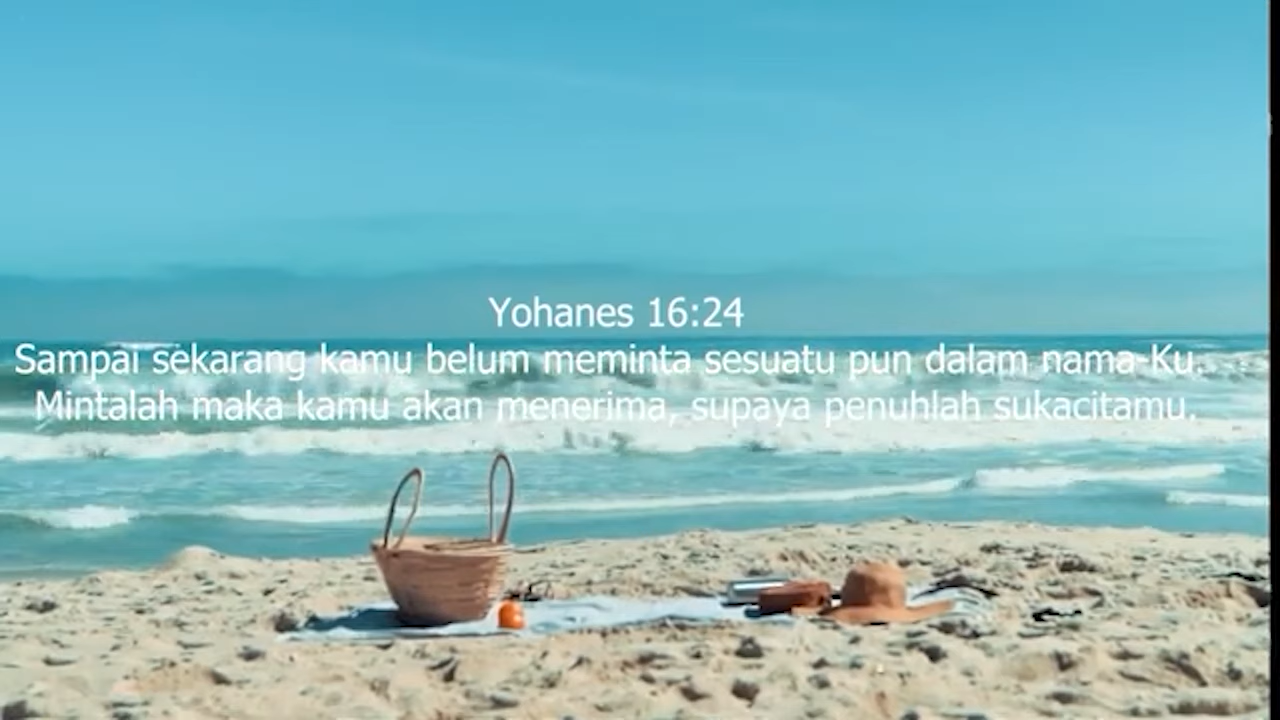 Yohanes 16:24
Sampai sekarang kamu belum meminta sesuatu pun dalam nama-Ku.
Mintalah maka kamu akan menerima, supaya penuhlah sukacitamu.